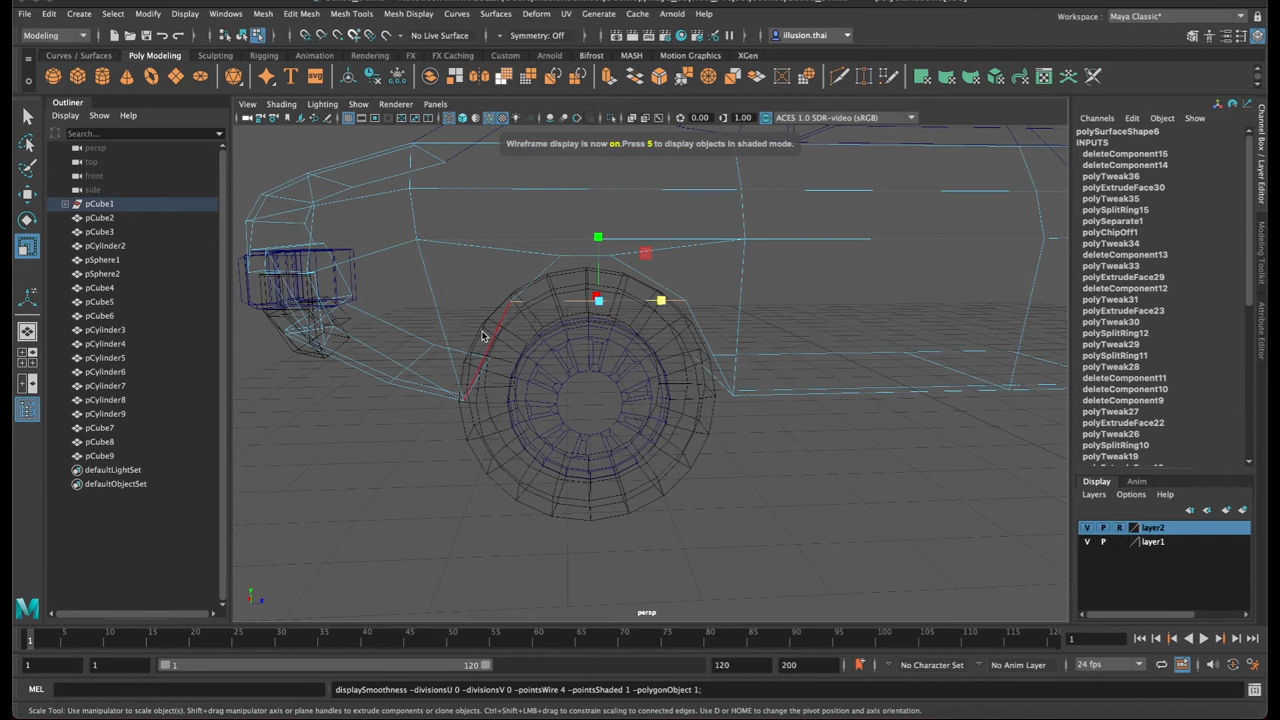 File Edit Create Select Modify Display Windows Mesh Edit Mesh Mesh Tools Mesh Display Curves Surfaces Deform UV Generate Cache Arnold Help
Workspace : Maya Classic*
Modeling
No Live Surface
Symmetry: Off
illusion.thai
Curves / Surfaces Poly Modeling Sculpting Rigging Animation Rendering FX FX Caching Custom Arnold Bifrost MASH Motion Graphics XGen
SVG
Outliner
Display Show Help
Search...
persp
top
front
side
pCube1
pCube2
pCube3
pCylinder2
pSphere1
pSphere2
pCube4
pCube5
pCube6
pCylinder3
pCylinder4
pCylinder5
pCylinder6
pCylinder7
pCylinder8
pCylinder9
pCube7
pCube8
pCube9
defaultLightSet
defaultObjectSet
View Shading Lighting Show Renderer Panels
0.00 1.00 ACES 1.0 SDR-video (sRGB)
Wireframe display is now on.Press 5 to display objects in shaded mode.
y
z
persp
Channels Edit Object Show
polySurfaceShape6
INPUTS
deleteComponent15
deleteComponent14
polyTweak36
polyExtrudeFace30
polyTweak35
polySplitRing15
polySeparate1
polyChipOff1
polyTweak34
polyTweak33
polyExtrudeFace29
deleteComponent12
polyTweak31
polyExtrudeFace23
polyTweak30
polySplitRing12
polyTweak29
polySplitRing11
polyTweak28
deleteComponent11
deleteComponent10
deleteComponent9
polyTweak27
polyExtrudeFace22
polyTweak26
polySplitRing10
polyTweak19
Channel Box / Layer Editor
Modeling Toolkit
Attribute Editor
Display Anim
Layers Options Help
V P R layer2
V P layer1
1 5 10 15 20 25 30 35 40 45 50 55 60 65 70 75 80 85 90 95 100 105 110 115 120
1
1 1 1 120 120 200 No Character Set No Anim Layer 24 fps
MEL
displaySmoothness -divisionsU 0 -divisionsV 0 -pointsWire 4 -pointsShaded 1 -polygonObject 1;
Scale Tool: Use manipulator to scale object(s). Shift+drag manipulator axis or plane handles to extrude components or clone objects. Ctrl+Shift+LMB+drag to constrain scaling to connected edges. Use D or HOME to change the pivot position and axis orientation.